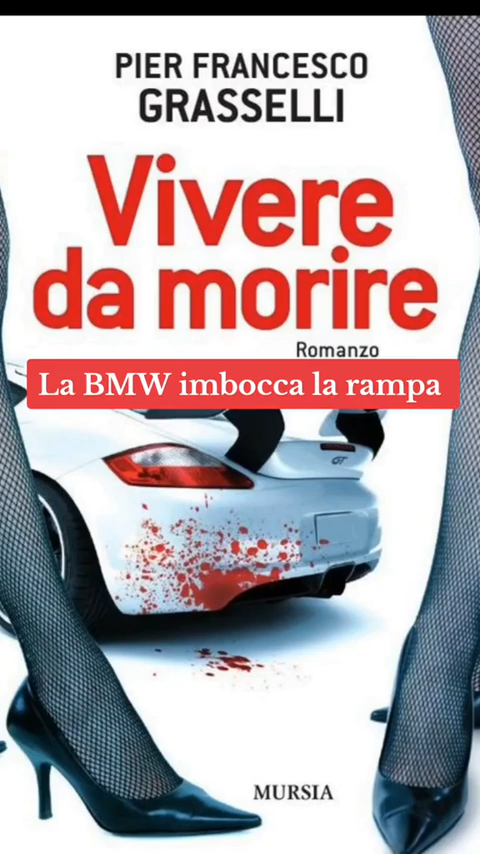 PIER FRANCESCO
GRASSELLI
Vivere
da morire
Romanzo
La BMW imbocca la rampa
GT
MURSIA